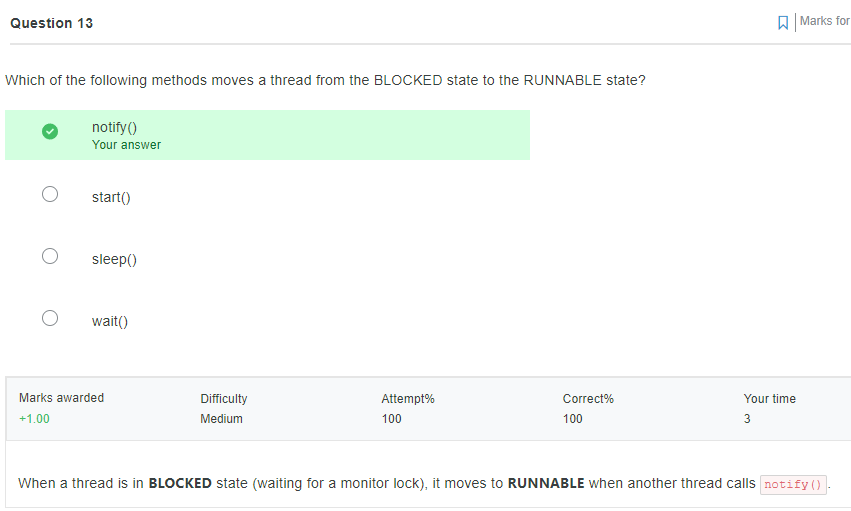 Question 13
Marks for
Which of the following methods moves a thread from the BLOCKED state to the RUNNABLE state?
notify()
Your answer
start()
sleep()
wait()
Marks awarded Difficulty Attempt% Correct% Your time
+1.00 Medium 100 100 3
When a thread is in BLOCKED state (waiting for a monitor lock), it moves to RUNNABLE when another thread calls notify().